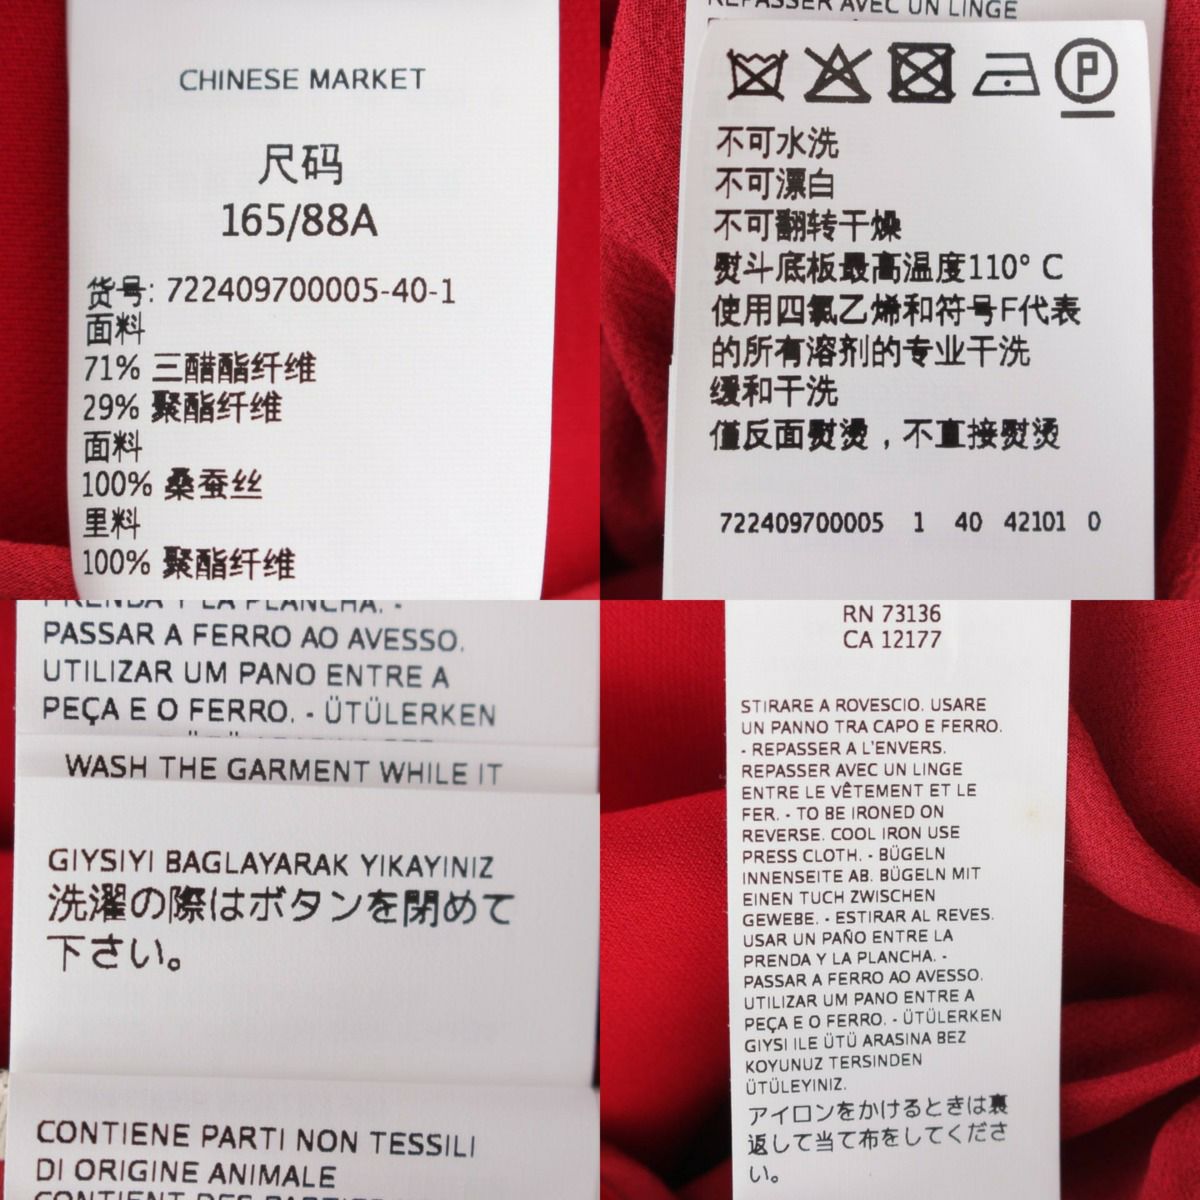 CHINESE MARKET
尺码
165/88A
货号: 722409700005-40-1
面料
71% 三醋酯纤维
29% 聚酯纤维
面料
100% 桑蚕丝
里料
100% 聚酯纤维
REPASSER AVEC UN LINGE
不可水洗
不可漂白
不可翻转干燥
熨斗底板最高温度110° C
使用四氯乙烯和符号F代表
的所有溶剂的专业干洗
缓和干洗
僅反面熨烫，不直接熨烫
722409700005 1 40 42101 0
PRENDA Y LA PLANCHA. -
PASSAR A FERRO AO AVESSO.
UTILIZAR UM PANO ENTRE A
PEÇA E O FERRO. - ÜTÜLERKEN
WASH THE GARMENT WHILE IT
GIYSIYI BAGLAYARAK YIKAYINIZ
洗濯の際はボタンを閉めて
下さい。
CONTIENE PARTI NON TESSILI
DI ORIGINE ANIMALE
RN 73136
CA 12177
STIRARE A ROVESCIO. USARE
UN PANNO TRA CAPO E FERRO.
- REPASSER A L'ENVERS.
REPASSER AVEC UN LINGE
ENTRE LE VÊTEMENT ET LE
FER. - TO BE IRONED ON
REVERSE. COOL IRON USE
PRESS CLOTH. - BÜGELN
INNENSEITE AB. BÜGELN MIT
EINEN TUCH ZWISCHEN
GEWEBE. - ESTIRAR AL REVES.
USAR UN PAÑO ENTRE LA
PRENDA Y LA PLANCHA. -
PASSAR A FERRO AO AVESSO.
UTILIZAR UM PANO ENTRE A
PEÇA E O FERRO. - ÜTÜLERKEN
GIYSI ILE ÜTÜ ARASINA BEZ
KOYUNUZ TERSINDEN
ÜTÜLEYINIZ.
アイロンをかけるときは裏
返して当て布をしてくださ
い。